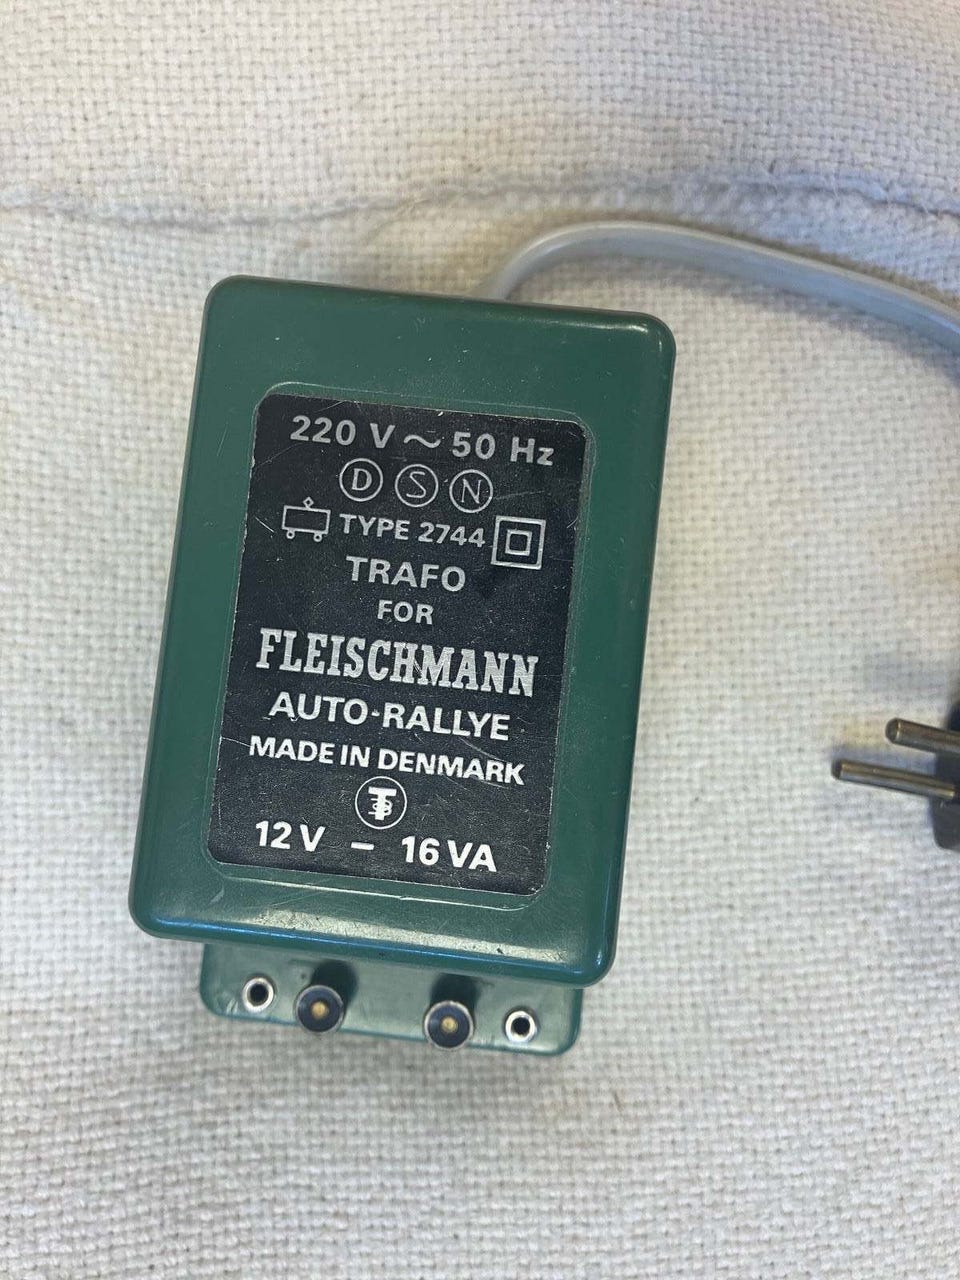 220 V ~ 50 Hz
D S N
TYPE 2744
TRAFO
FOR
FLEISCHMANN
AUTO-RALLYE
MADE IN DENMARK
12 V – 16 VA